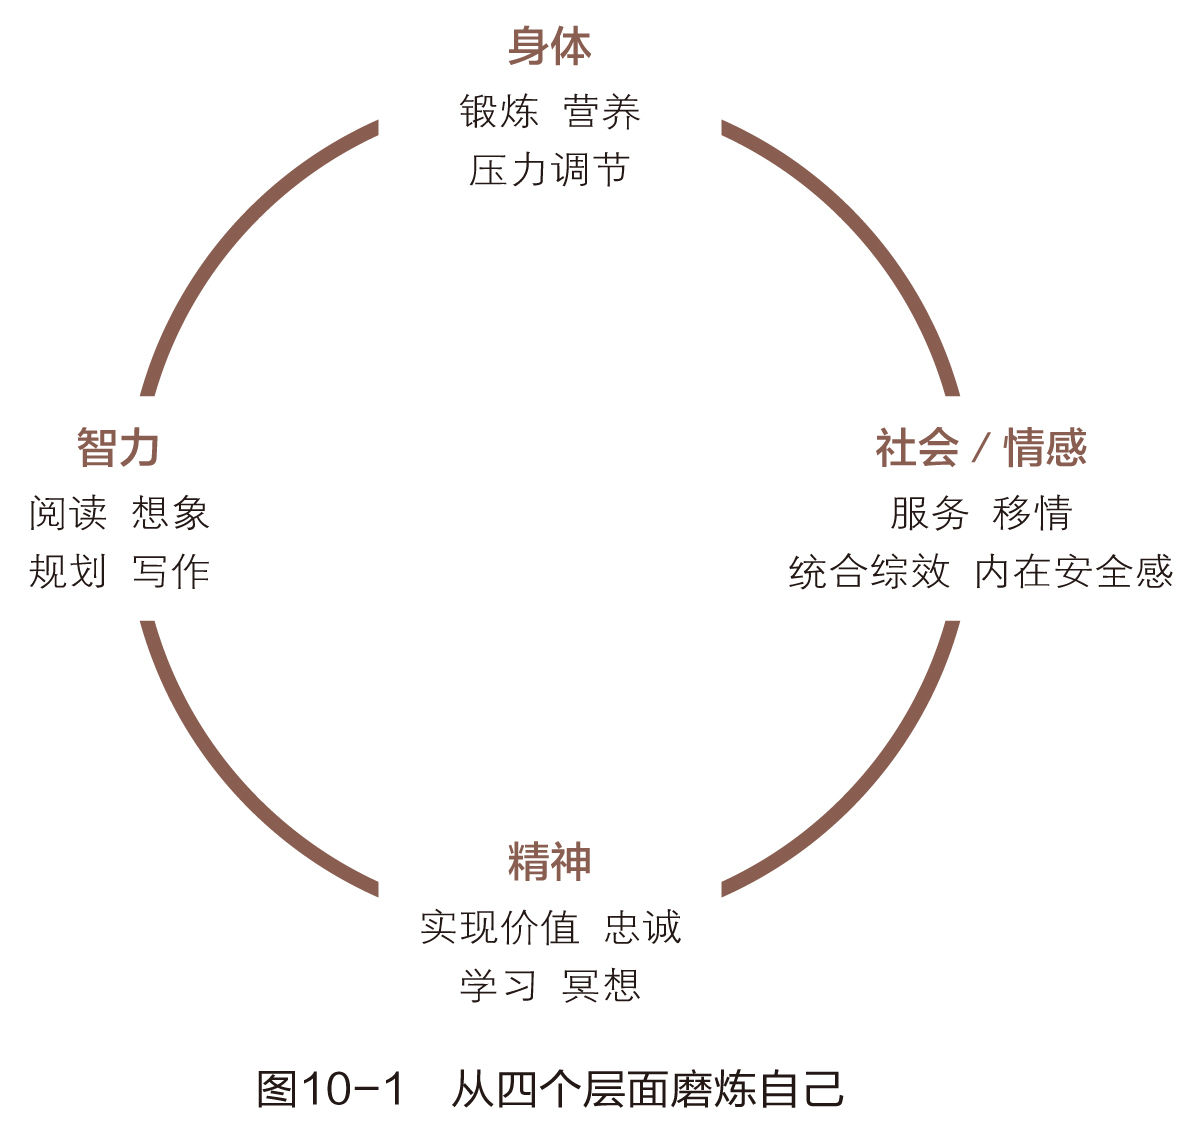 身体
锻炼 营养
压力调节
智力
阅读 想象
规划 写作
社会 / 情感
服务 移情
统合综效 内在安全感
精神
实现价值 忠诚
学习 冥想
图10-1 从四个层面磨炼自己